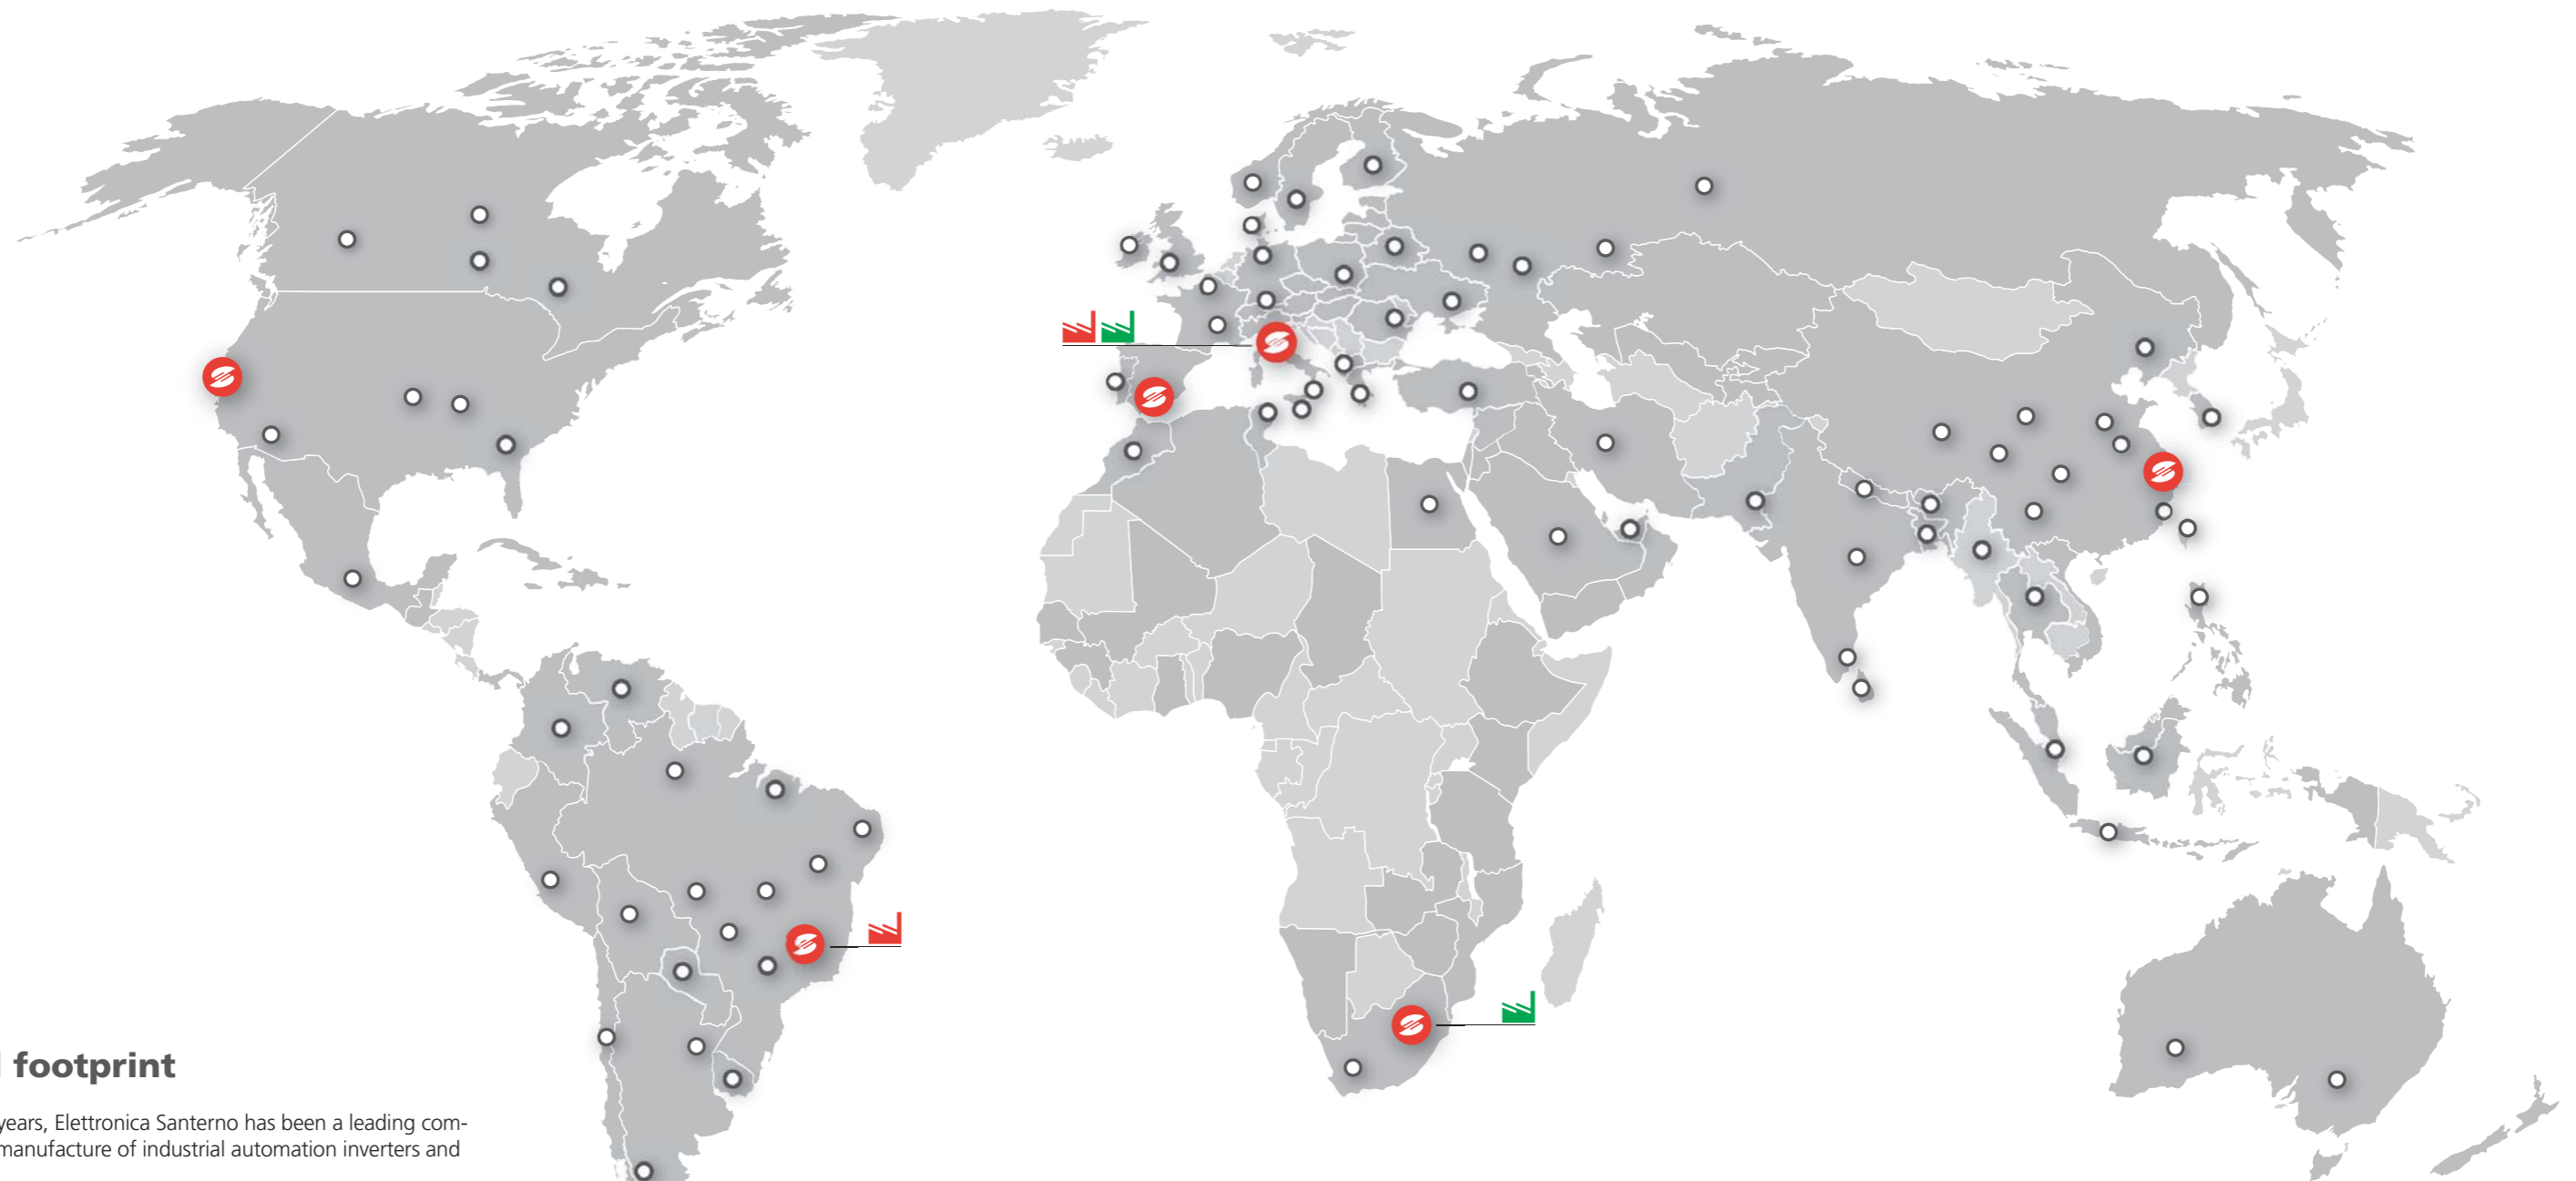 footprint
years, Elettronica Santerno has been a leading com-
manufacture of industrial automation inverters and